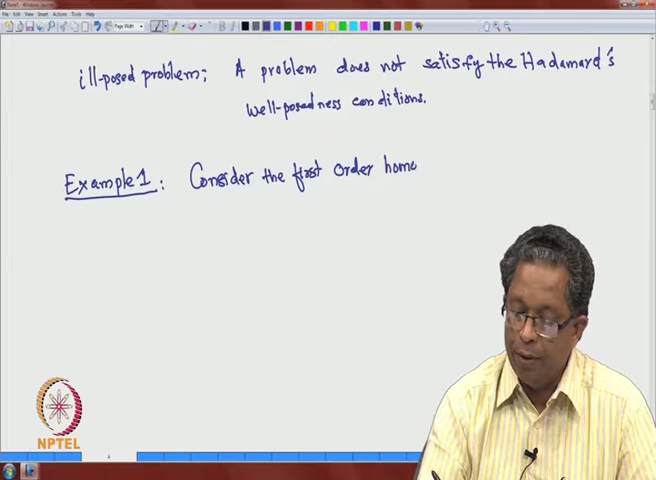 ill-posed problem; A problem does not satisfy the Hadamard's
well-posedness conditions.
Example 1: Consider the first order home
NPTEL